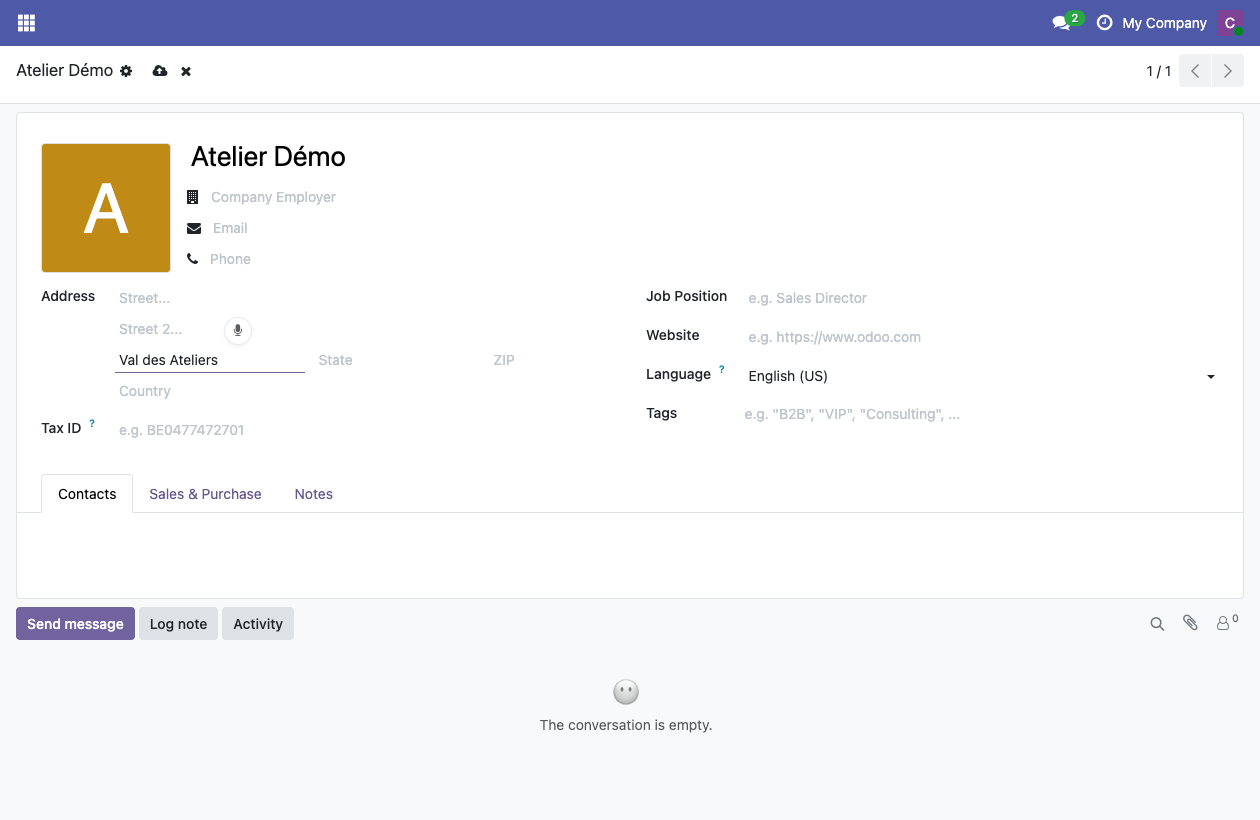 2
My Company
C
Atelier Démo
1 / 1
A
Atelier Démo
Company Employer
Email
Phone
Address
Street...
Street 2...
Val des Ateliers
State
ZIP
Country
Tax ID ?
e.g. BE0477472701
Job Position
e.g. Sales Director
Website
e.g. https://www.odoo.com
Language ?
English (US)
Tags
e.g. "B2B", "VIP", "Consulting", ...
Contacts
Sales & Purchase
Notes
Send message
Log note
Activity
0
The conversation is empty.